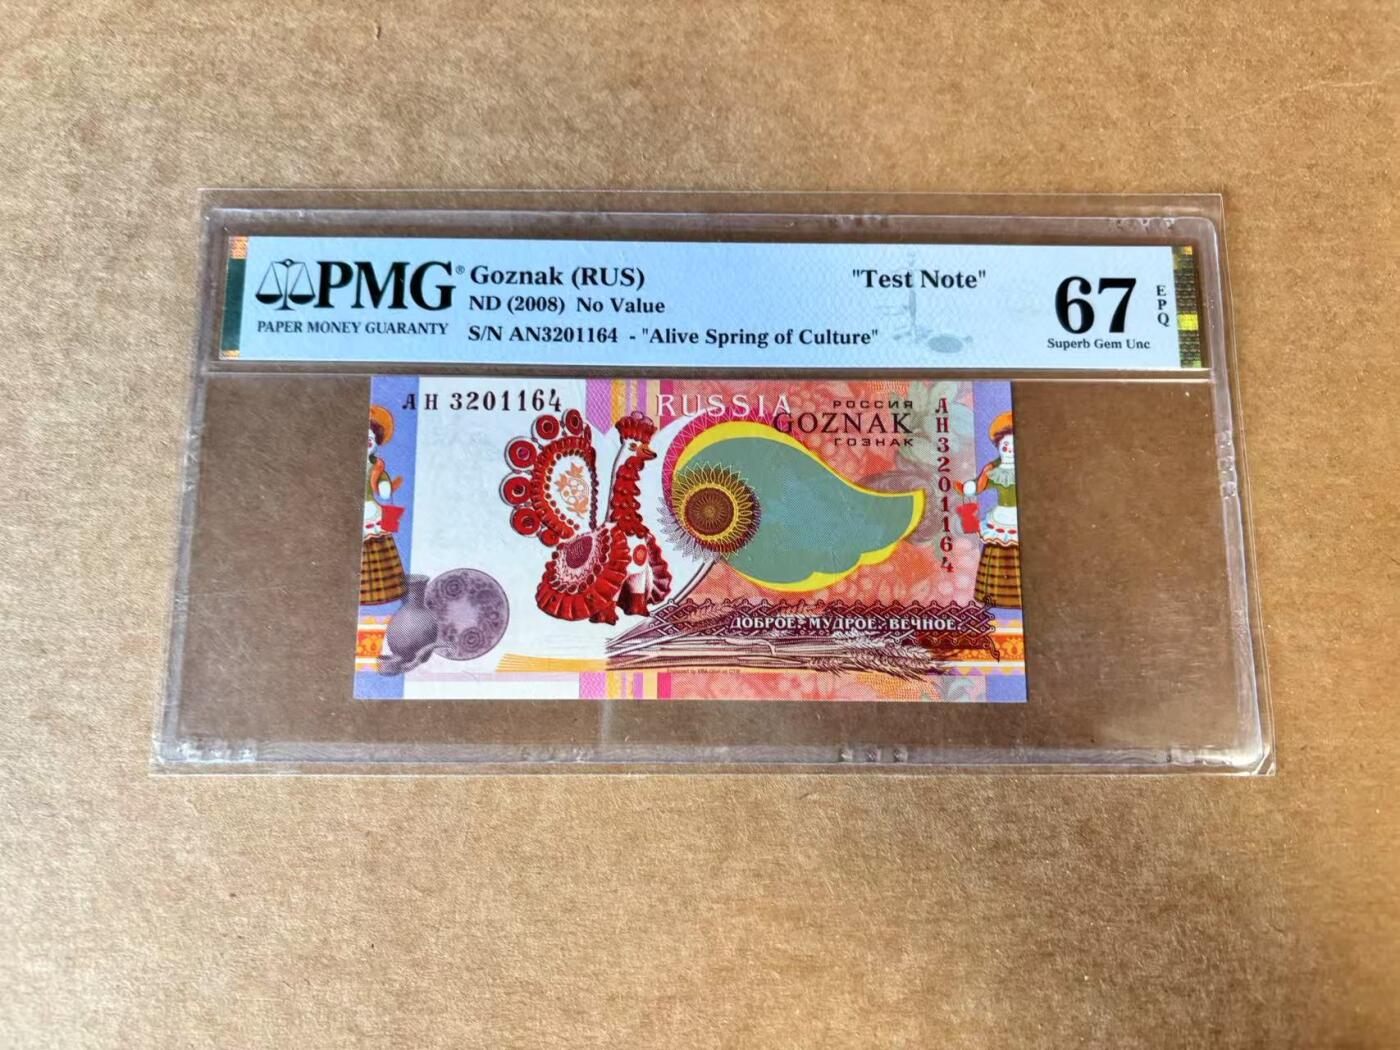 PMG®
PAPER MONEY GUARANTY
Goznak (RUS)
ND (2008) No Value
S/N AN3201164 - "Alive Spring of Culture"
"Test Note"
67
EPQ
Superb Gem Unc
АН 3201164
RUSSIA
РОССИЯ
GOZNAK
ГОЗНАК
АН3201164
ДОБРОЕ. МУДРОЕ. ВЕЧНОЕ.